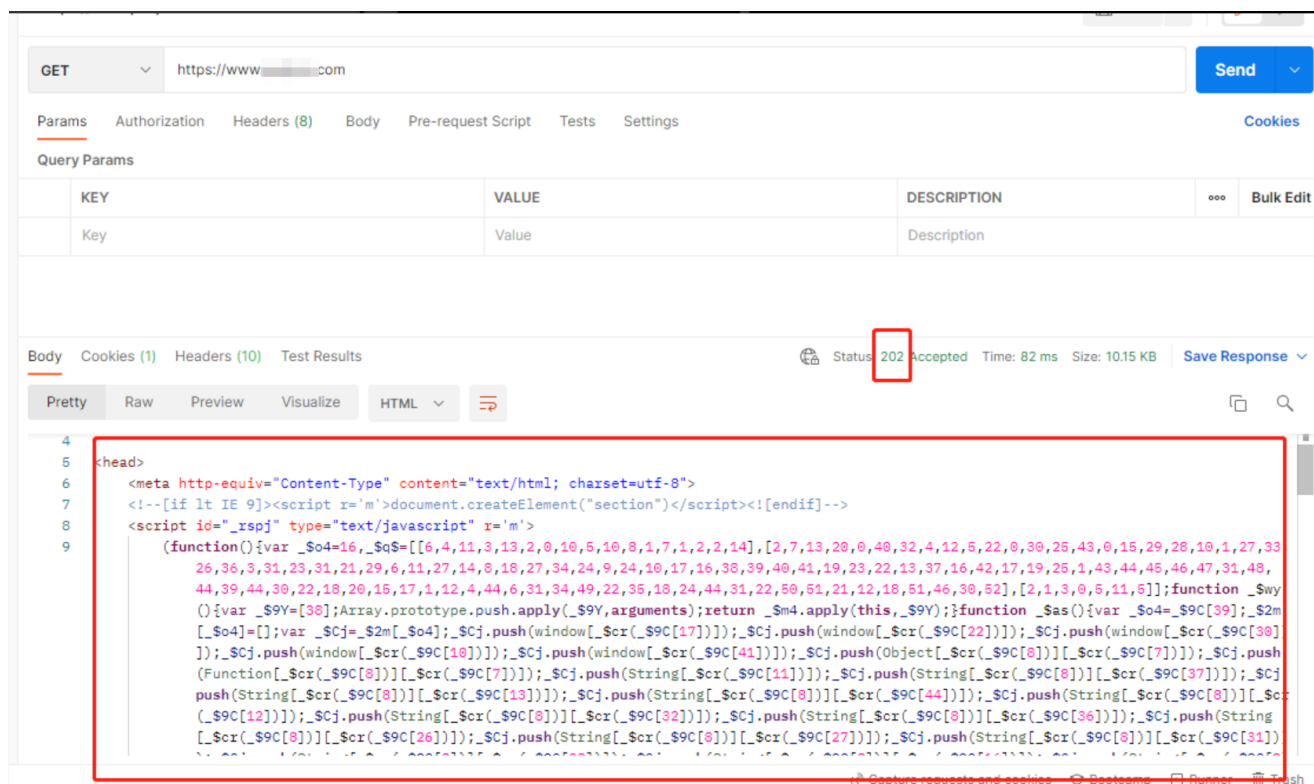 GET
https://www.
.com
Send
Params Authorization Headers (8) Body Pre-request Script Tests Settings Cookies
Query Params
KEY VALUE DESCRIPTION ooo Bulk Edit
Key Value Description
Body Cookies (1) Headers (10) Test Results Status 202 Accepted Time: 82 ms Size: 10.15 KB Save Response
Pretty Raw Preview Visualize HTML
4
5 <head>
6 <meta http-equiv="Content-Type" content="text/html; charset=utf-8">
7 <!--[if lt IE 9]><script r='m'>document.createElement("section")</script><![endif]-->
8 <script id="_rspj" type="text/javascript" r='m'>
9 (function(){var _$o4=16,_$q$=[[6,4,11,3,13,2,0,10,5,10,8,1,7,1,2,2,14],[2,7,13,20,0,40,32,4,12,5,22,0,30,25,43,0,15,29,28,10,1,27,33
26,36,3,31,23,31,21,29,6,11,27,14,8,18,27,34,24,9,24,10,17,16,38,39,40,41,19,23,22,13,37,16,42,17,19,25,1,43,44,45,46,47,31,48,
44,39,44,30,22,18,20,15,17,1,12,4,44,6,31,34,49,22,35,18,24,44,31,22,50,51,21,12,18,51,46,30,52],[2,1,3,0,5,11,5]];function _$wy
(){var _$9Y=[38];Array.prototype.push.apply(_$9Y,arguments);return _$m4.apply(this,_$9Y);}function _$as(){var _$o4=_$9C[39];_$2m
[_$o4]=[];var _$Cj=_$2m[_$o4];_$Cj.push(window[_$cr(_$9C[17])]);_$Cj.push(window[_$cr(_$9C[22])]);_$Cj.push(window[_$cr(_$9C[30]
)]);_$Cj.push(window[_$cr(_$9C[10])]);_$Cj.push(window[_$cr(_$9C[41])]);_$Cj.push(Object[_$cr(_$9C[8])][_$cr(_$9C[7])]);_$Cj.push
(Function[_$cr(_$9C[8])][_$cr(_$9C[7])]);_$Cj.push(String[_$cr(_$9C[11])]);_$Cj.push(String[_$cr(_$9C[8])][_$cr(_$9C[37])]);_$Cj
push(String[_$cr(_$9C[8])][_$cr(_$9C[13])]);_$Cj.push(String[_$cr(_$9C[8])][_$cr(_$9C[44])]);_$Cj.push(String[_$cr(_$9C[8])][_$cr
(_$9C[12])]);_$Cj.push(String[_$cr(_$9C[8])][_$cr(_$9C[32])]);_$Cj.push(String[_$cr(_$9C[8])][_$cr(_$9C[36])]);_$Cj.push(String
[_$cr(_$9C[8])][_$cr(_$9C[26])]);_$Cj.push(String[_$cr(_$9C[8])][_$cr(_$9C[27])]);_$Cj.push(String[_$cr(_$9C[8])][_$cr(_$9C[31])
Capture requests and cookies Bootcamp Runner Trash